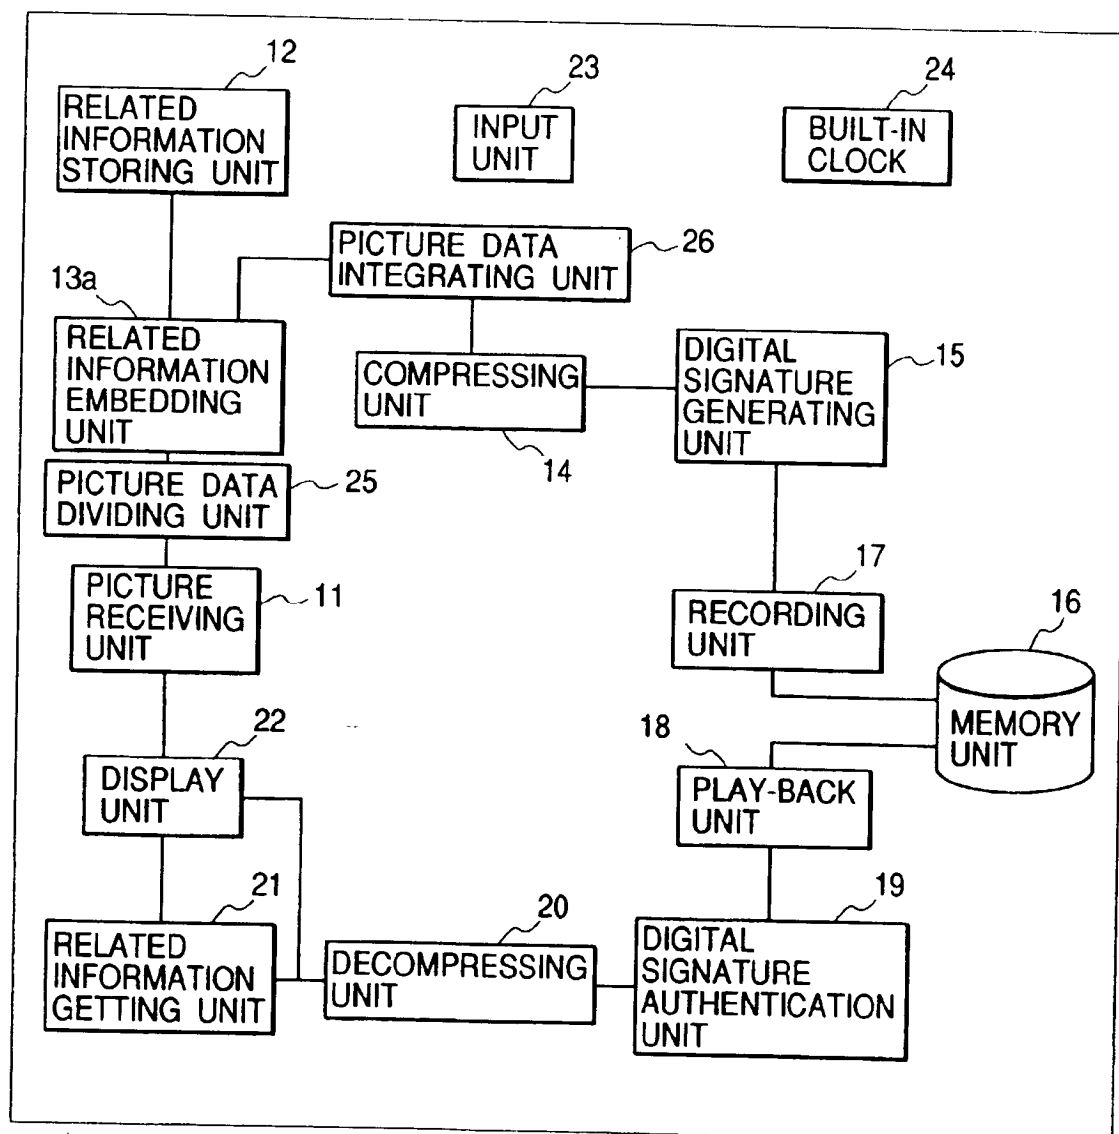 12
RELATED
INFORMATION
STORING UNIT
23
INPUT
UNIT
24
BUILT-IN
CLOCK
PICTURE DATA
INTEGRATING UNIT
26
13a
RELATED
INFORMATION
EMBEDDING
UNIT
COMPRESSING
UNIT
14
DIGITAL
SIGNATURE
GENERATING
UNIT
15
PICTURE DATA
DIVIDING UNIT
25
PICTURE
RECEIVING
UNIT
11
17
RECORDING
UNIT
16
MEMORY
UNIT
22
DISPLAY
UNIT
18
PLAY-BACK
UNIT
21
RELATED
INFORMATION
GETTING UNIT
20
DECOMPRESSING
UNIT
19
DIGITAL
SIGNATURE
AUTHENTICATION
UNIT